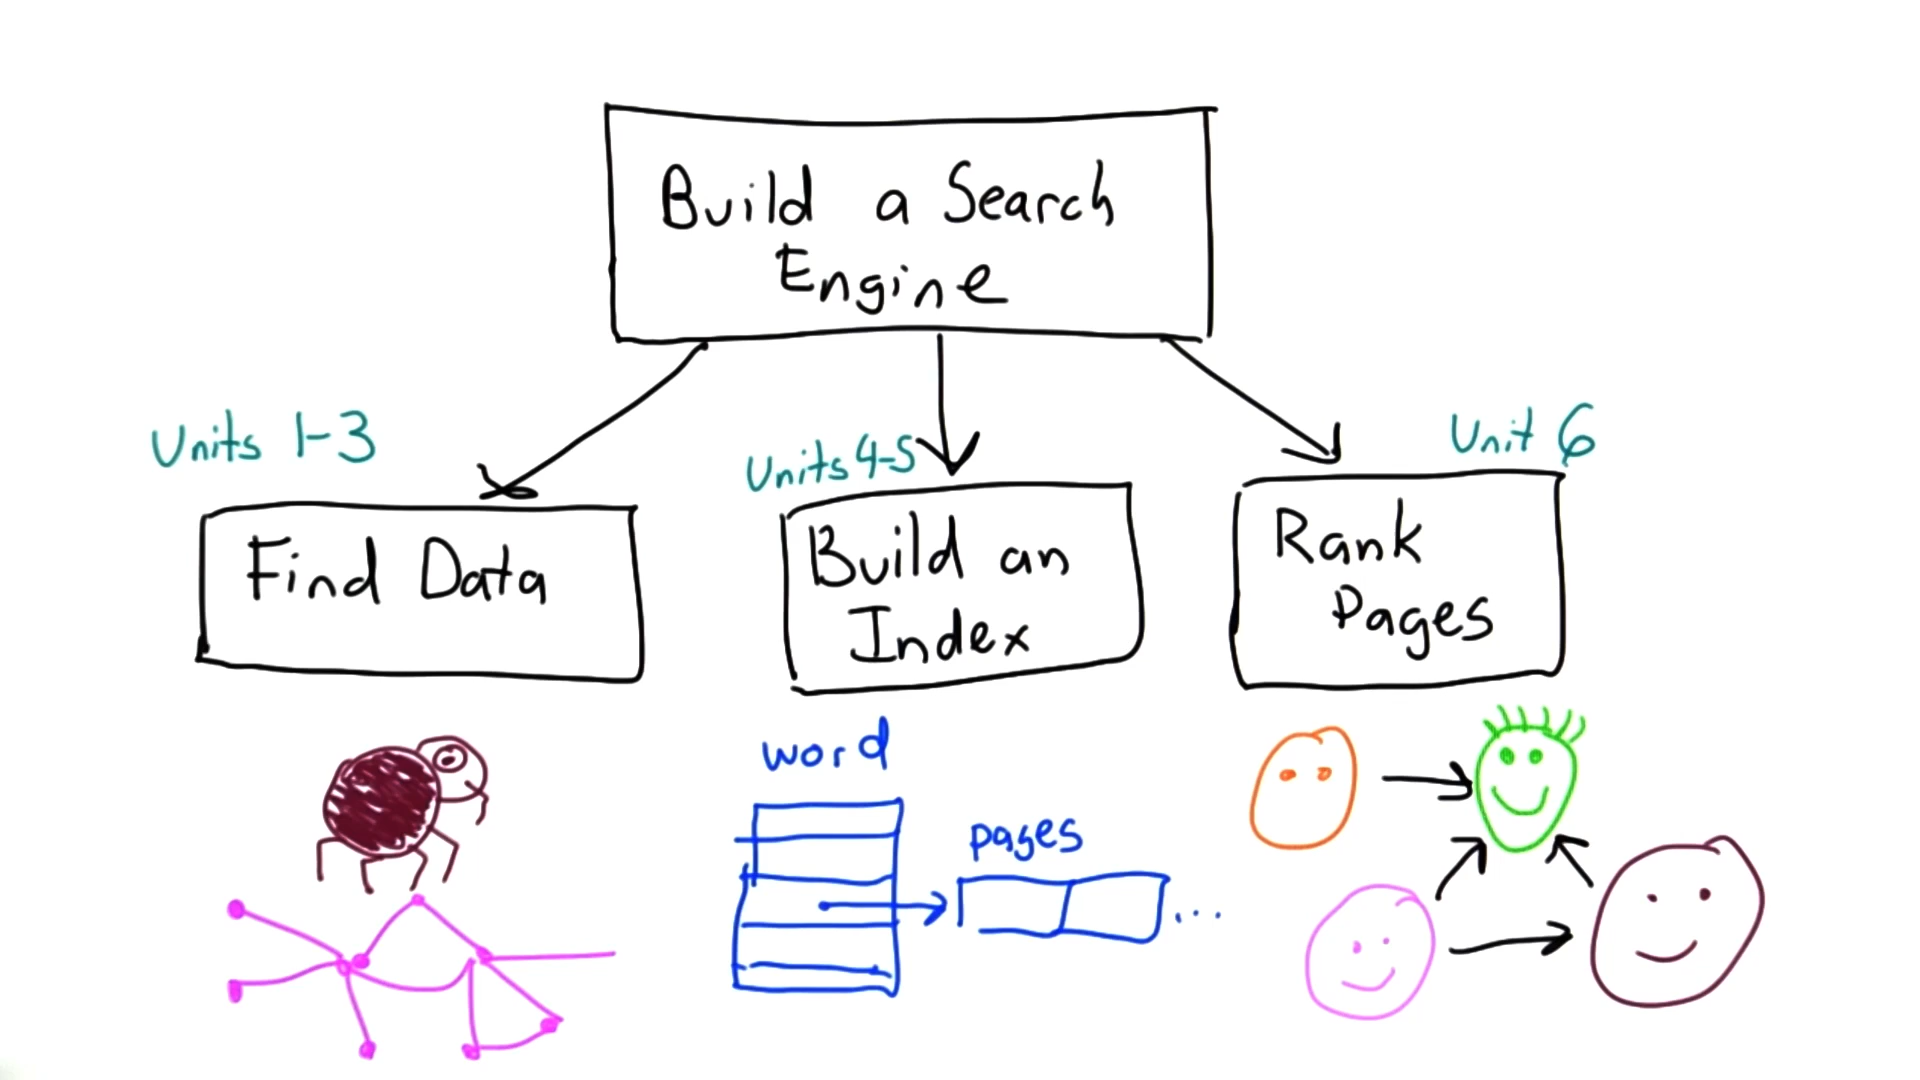 Build a Search
Engine
Units 1-3
Units 4-5
Unit 6
Find Data
Build an
Index
Rank
Pages
word
pages
...